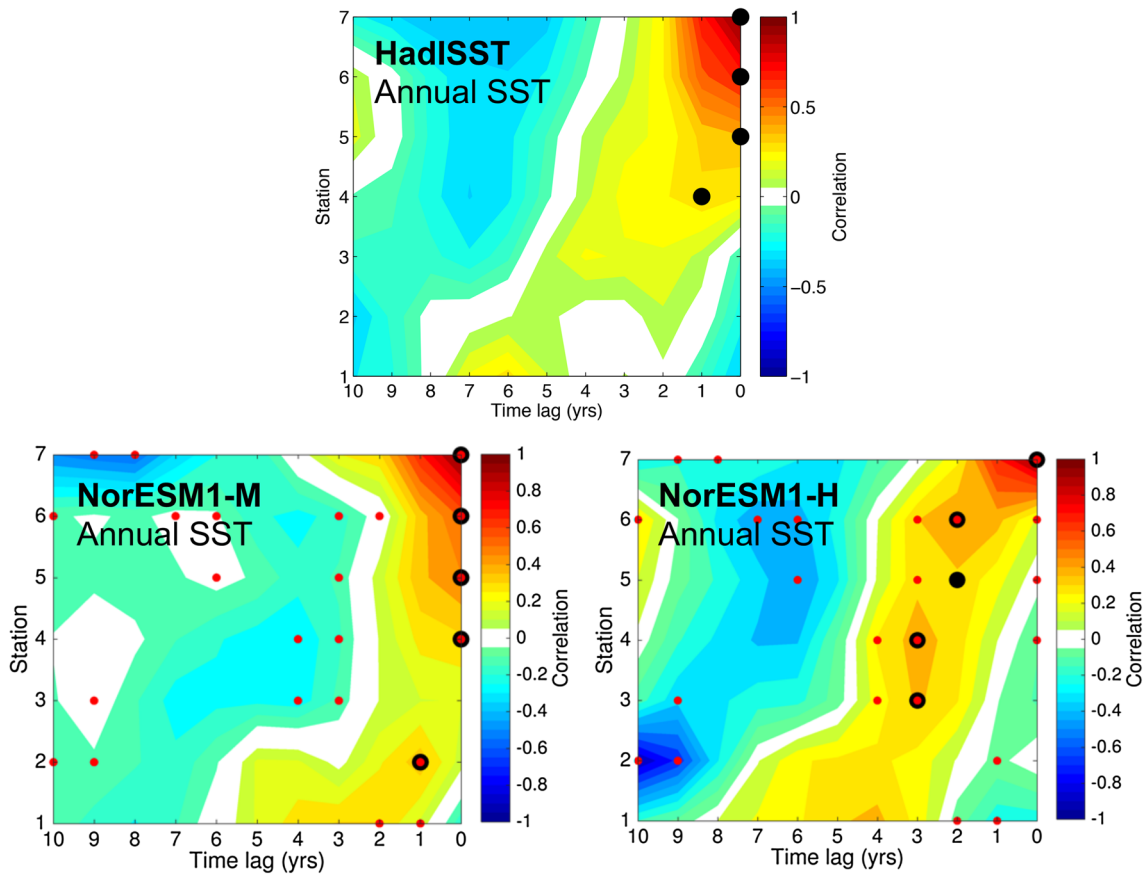 HadISST
Annual SST
7
6
5
4
3
2
1
Station
10 9 8 7 6 5 4 3 2 1 0
Time lag (yrs)
1
0.5
0
−0.5
−1
Correlation
NorESM1-M
Annual SST
7
6
5
4
3
2
1
Station
10 9 8 7 6 5 4 3 2 1 0
Time lag (yrs)
1
0.8
0.6
0.4
0.2
0
-0.2
-0.4
-0.6
-0.8
-1
Correlation
NorESM1-H
Annual SST
7
6
5
4
3
2
1
Station
10 9 8 7 6 5 4 3 2 1 0
Time lag (yrs)
1
0.8
0.6
0.4
0.2
0
-0.2
-0.4
-0.6
-0.8
-1
Correlation